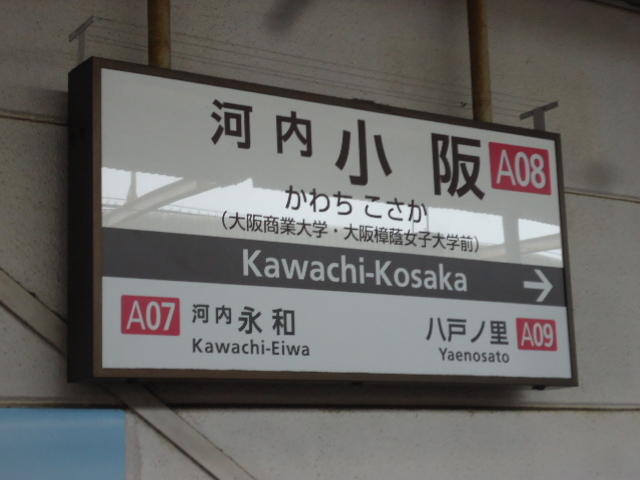 河内小阪 A08
かわち こさか
(大阪商業大学・大阪樟蔭女子大学前)
Kawachi-Kosaka →
A07 河内永和
Kawachi-Eiwa
八戸ノ里 A09
Yaenosato